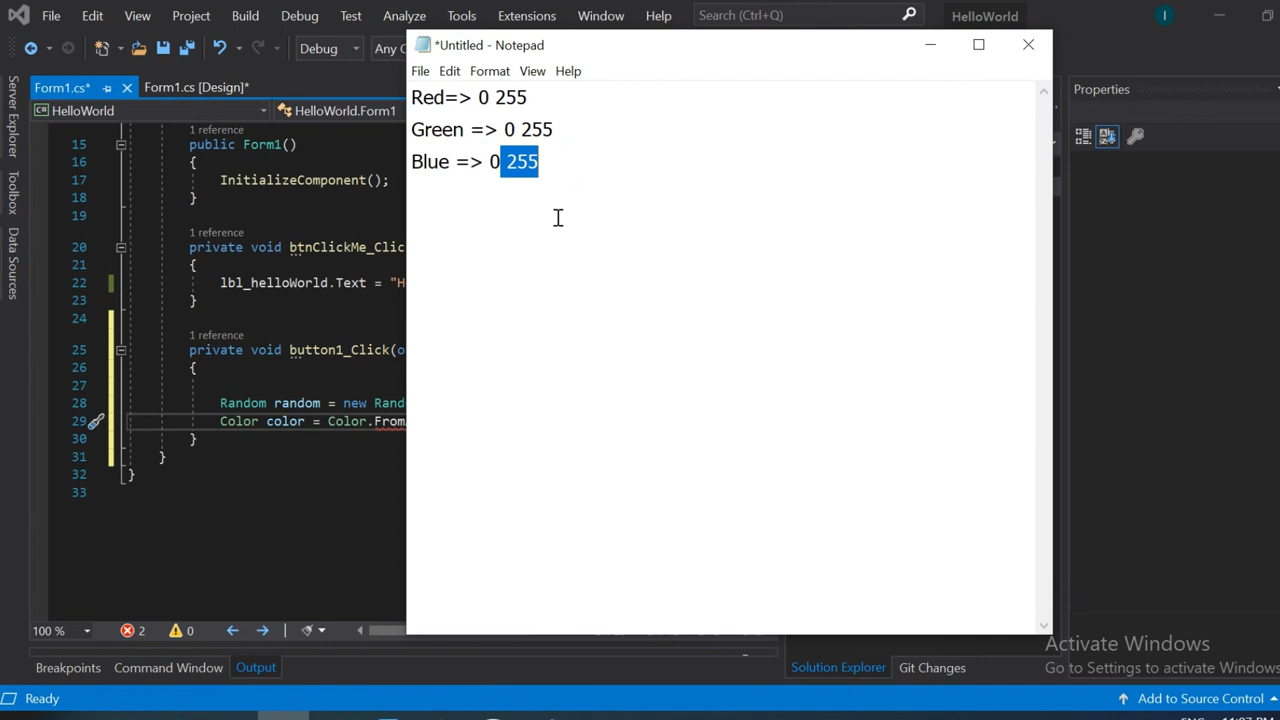 File Edit View Project Build Debug Test Analyze Tools Extensions Window Help Search (Ctrl+Q) HelloWorld I
Debug Any C
*Untitled - Notepad
File Edit Format View Help
Red=> 0 255
Green => 0 255
Blue => 0 255
Form1.cs* Form1.cs [Design]*
HelloWorld HelloWorld.Form1
Server Explorer
Toolbox
Data Sources
1 reference
15 public Form1()
16 {
17 InitializeComponent();
18 }
19
1 reference
20 private void btnClickMe_Clic
21 {
22 lbl_helloWorld.Text = "H
23 }
24
1 reference
25 private void button1_Click(o
26 {
27
28 Random random = new Rand
29 Color color = Color.From
30 }
31 }
32 }
33
100 % 2 0
Breakpoints Command Window Output
Properties
Solution Explorer Git Changes
Activate Windows
Go to Settings to activate Windows
Ready
Add to Source Control